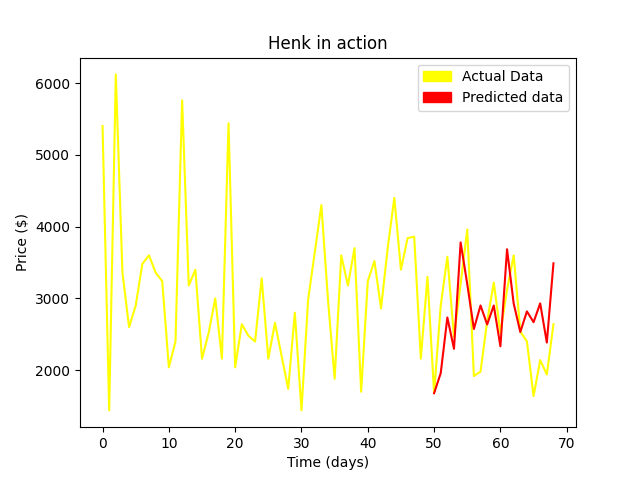 Henk in action
Actual Data
Predicted data
6000
5000
4000
3000
2000
Price ($)
0 10 20 30 40 50 60 70
Time (days)